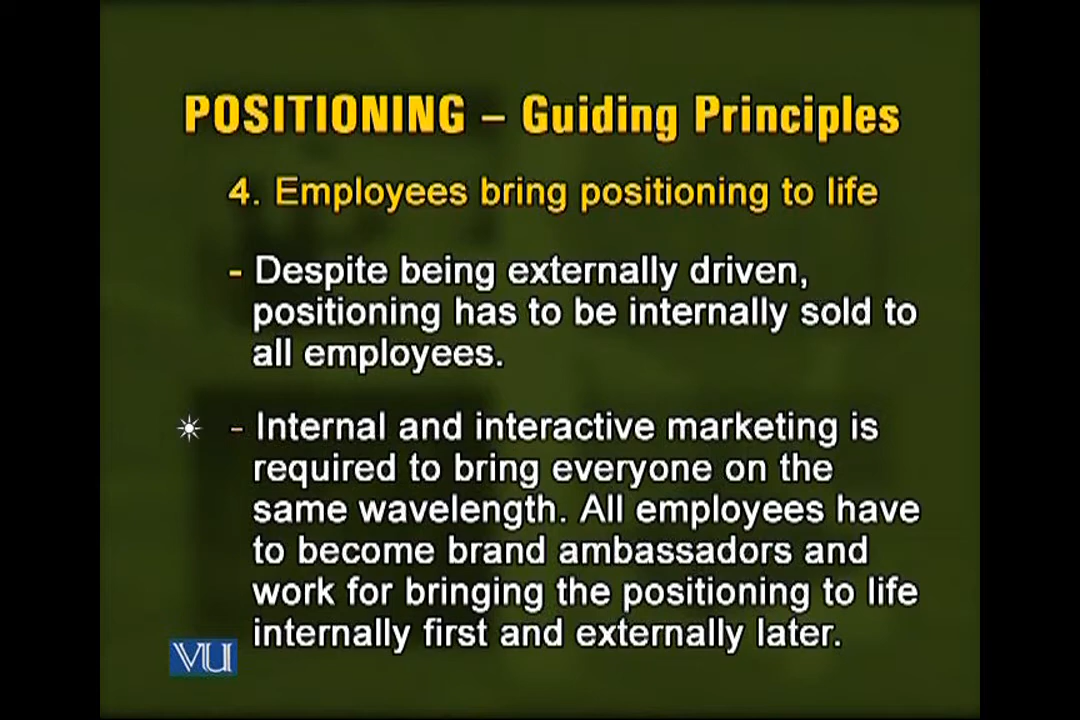 POSITIONING – Guiding Principles
4. Employees bring positioning to life
- Despite being externally driven,
positioning has to be internally sold to
all employees.
- Internal and interactive marketing is
required to bring everyone on the
same wavelength. All employees have
to become brand ambassadors and
work for bringing the positioning to life
internally first and externally later.
VU